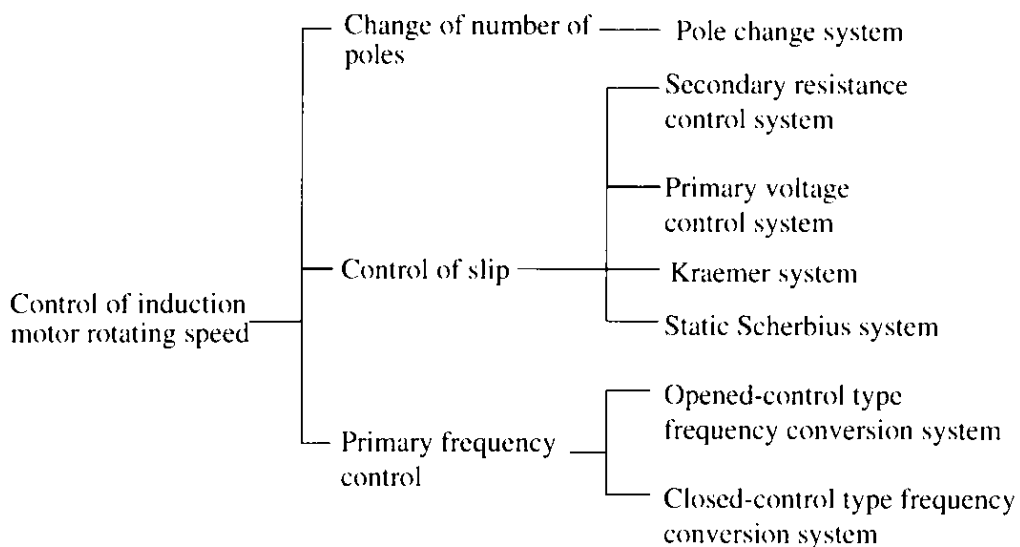 Control of induction
motor rotating speed
Change of number of
poles
Pole change system
Control of slip
Secondary resistance
control system
Primary voltage
control system
Kraemer system
Static Scherbius system
Primary frequency
control
Opened-control type
frequency conversion system
Closed-control type frequency
conversion system